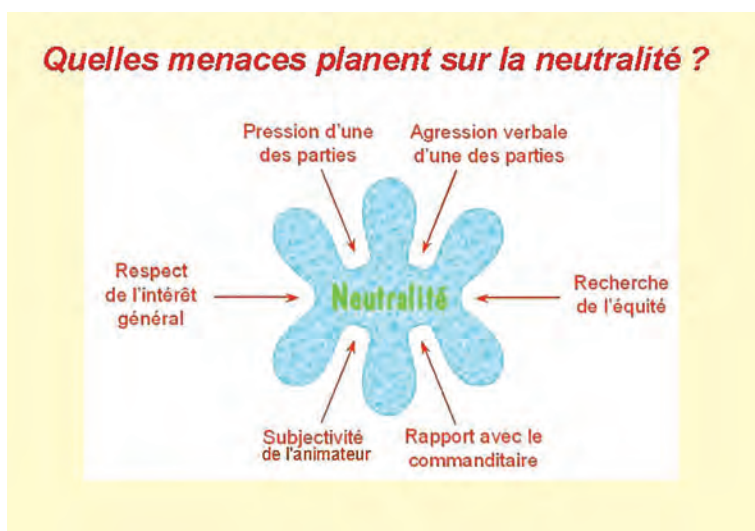 Quelles menaces planent sur la neutralité ?
Pression d'une
des parties
Agression verbale
d'une des parties
Respect
de l'intérêt
général
Neutralité
Recherche
de l'équité
Subjectivité
de l'animateur
Rapport avec le
commanditaire